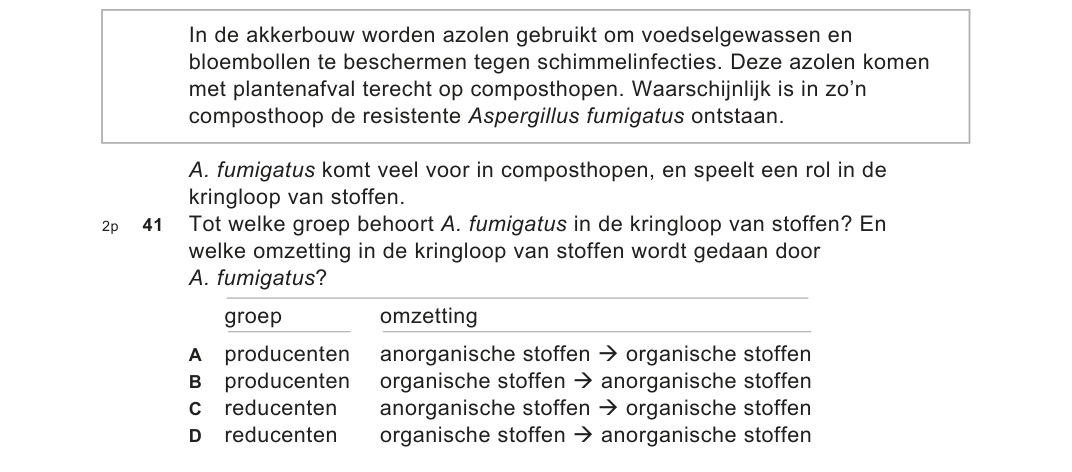 In de akkerbouw worden azolen gebruikt om voedselgewassen en
bloembollen te beschermen tegen schimmelinfecties. Deze azolen komen
met plantenafval terecht op composthopen. Waarschijnlijk is in zo’n
composthoop de resistente Aspergillus fumigatus ontstaan.
A. fumigatus komt veel voor in composthopen, en speelt een rol in de
kringloop van stoffen.
2p 41 Tot welke groep behoort A. fumigatus in de kringloop van stoffen? En
welke omzetting in de kringloop van stoffen wordt gedaan door
A. fumigatus?
groep omzetting
A producenten anorganische stoffen → organische stoffen
B producenten organische stoffen → anorganische stoffen
C reducenten anorganische stoffen → organische stoffen
D reducenten organische stoffen → anorganische stoffen